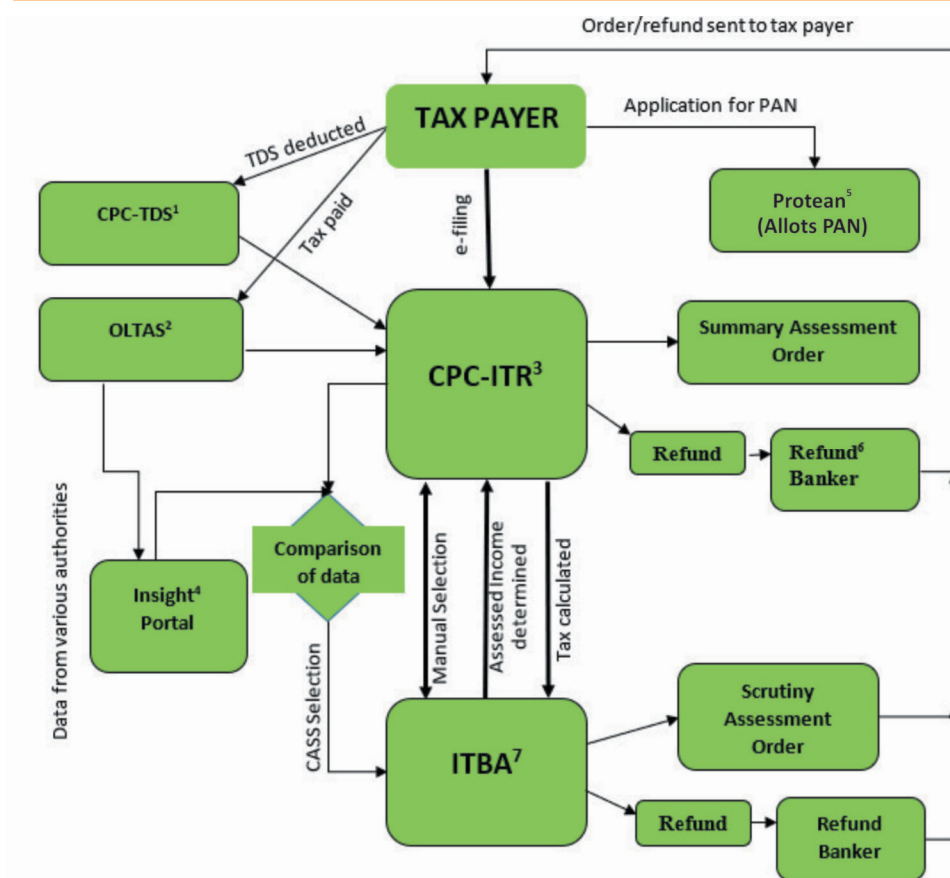 Order/refund sent to tax payer
TAX PAYER
Application for PAN
TDS deducted
CPC-TDS¹
Tax paid
e-filing
Protean⁵
(Allots PAN)
OLTAS²
CPC-ITR³
Summary Assessment
Order
Refund
Refund⁶
Banker
Data from various authorities
Comparison
of data
Insight⁴
Portal
Manual Selection
Assessed Income
determined
Tax calculated
CASS Selection
ITBA⁷
Scrutiny
Assessment
Order
Refund
Refund
Banker